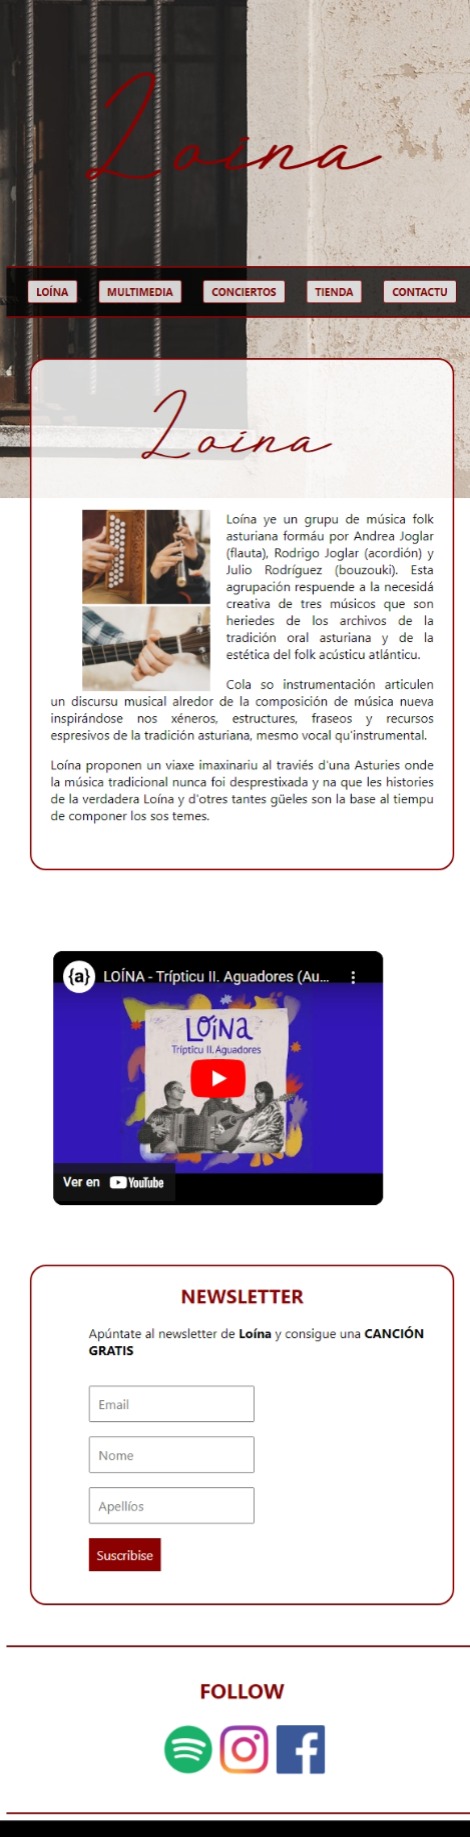 Loina
LOÍNA MULTIMEDIA CONCIERTOS TIENDA CONTACTU
Loina
Loína ye un grupu de música folk
asturiana formáu por Andrea Joglar
(flauta), Rodrigo Joglar (acordión) y
Julio Rodríguez (bouzouki). Esta
agrupación respuende a la necesidá
creativa de tres músicos que son
heriedes de los archivos de la
tradición oral asturiana y de la
estética del folk acústicu atlánticu.
Cola so instrumentación articulen
un discursu musical alredor de la composición de música nueva
inspirándose nos xéneros, estructures, fraseos y recursos
espresivos de la tradición asturiana, mesmo vocal qu'instrumental.
Loína proponen un viaxe imaxinariu al traviés d'una Asturies onde
la música tradicional nunca foi desprestixada y na que les histories
de la verdadera Loína y d'otres tantes güeles son la base al tiempu
de componer los sos temes.
{a} LOÍNA - Trípticu II. Aguadores (Au...
LOÍNA
Trípticu II. Aguadores
Ver en YouTube
NEWSLETTER
Apúntate al newsletter de Loína y consigue una CANCIÓN
GRATIS
Email
Nome
Apellíos
Suscribise
FOLLOW